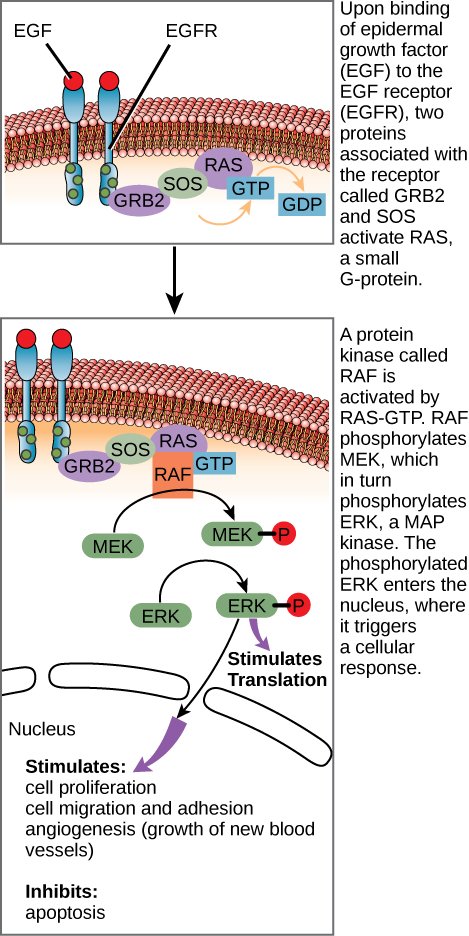 EGF
EGFR
RAS
SOS
GTP
GRB2
GDP
Upon binding
of epidermal
growth factor
(EGF) to the
EGF receptor
(EGFR), two
proteins
associated with
the receptor
called GRB2
and SOS
activate RAS,
a small
G-protein.
RAS
SOS
GRB2
RAF
GTP
MEK
MEK
P
ERK
ERK
P
Stimulates
Translation
Nucleus
Stimulates:
cell proliferation
cell migration and adhesion
angiogenesis (growth of new blood
vessels)
Inhibits:
apoptosis
A protein
kinase called
RAF is
activated by
RAS-GTP. RAF
phosphorylates
MEK, which
in turn
phosphorylates
ERK, a MAP
kinase. The
phosphorylated
ERK enters the
nucleus, where
it triggers
a cellular
response.